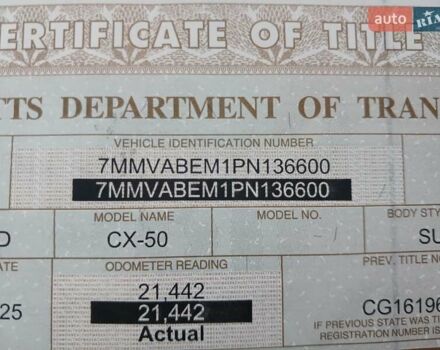 auto RIA
ERTIFICATE OF TITLE
TTS DEPARTMENT OF TRAN
VEHICLE IDENTIFICATION NUMBER
7MMVABEM1PN136600
7MMVABEM1PN136600
MODEL NAME MODEL NO. BODY STY
D CX-50 SU
ATE ODOMETER READING PREV. TITLE NO
21,442
25 21,442 CG16196
Actual IF PREVIOUS STATE WAS TI
REGISTRATION NUMBER IS